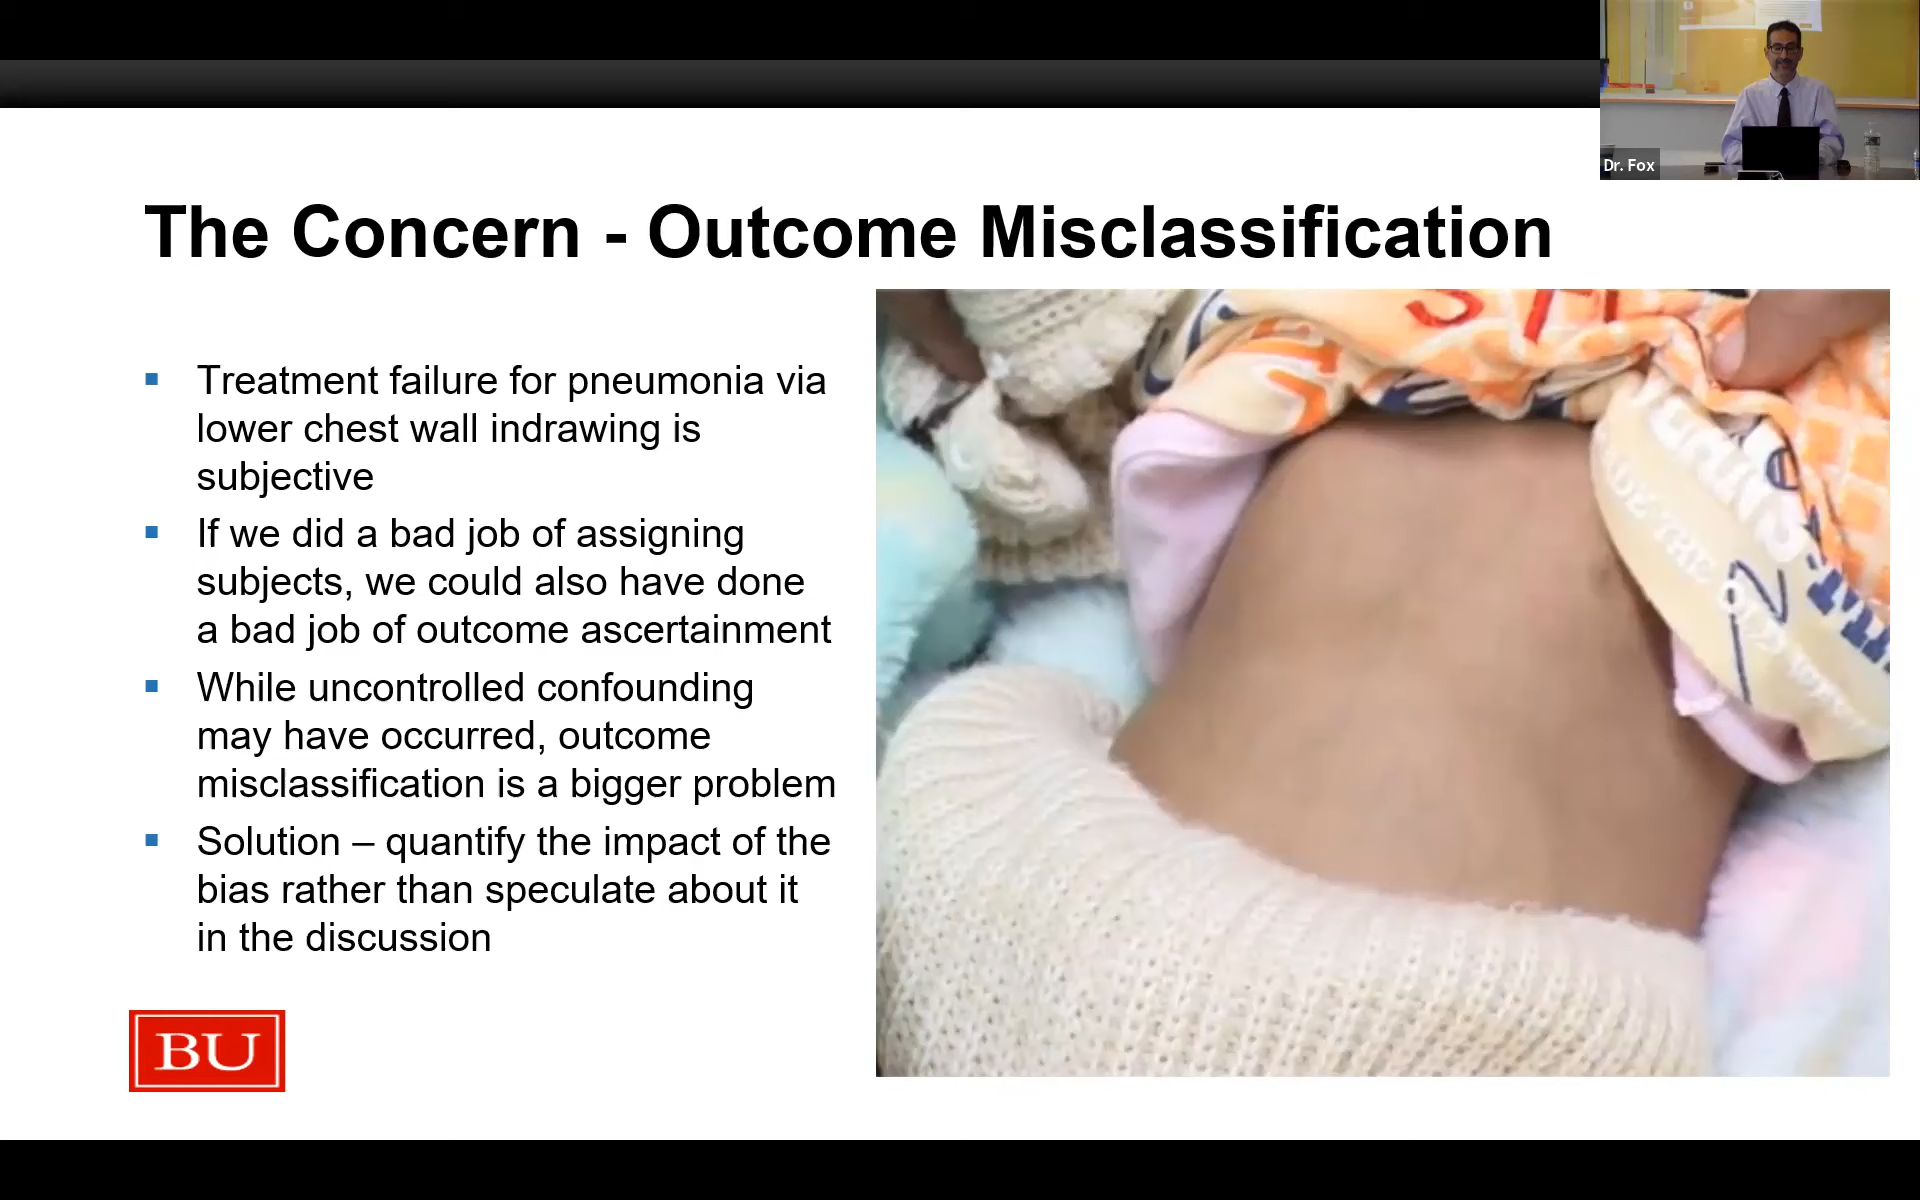 Dr. Fox
The Concern - Outcome Misclassification
▪ Treatment failure for pneumonia via
lower chest wall indrawing is
subjective
▪ If we did a bad job of assigning
subjects, we could also have done
a bad job of outcome ascertainment
▪ While uncontrolled confounding
may have occurred, outcome
misclassification is a bigger problem
▪ Solution – quantify the impact of the
bias rather than speculate about it
in the discussion
BU